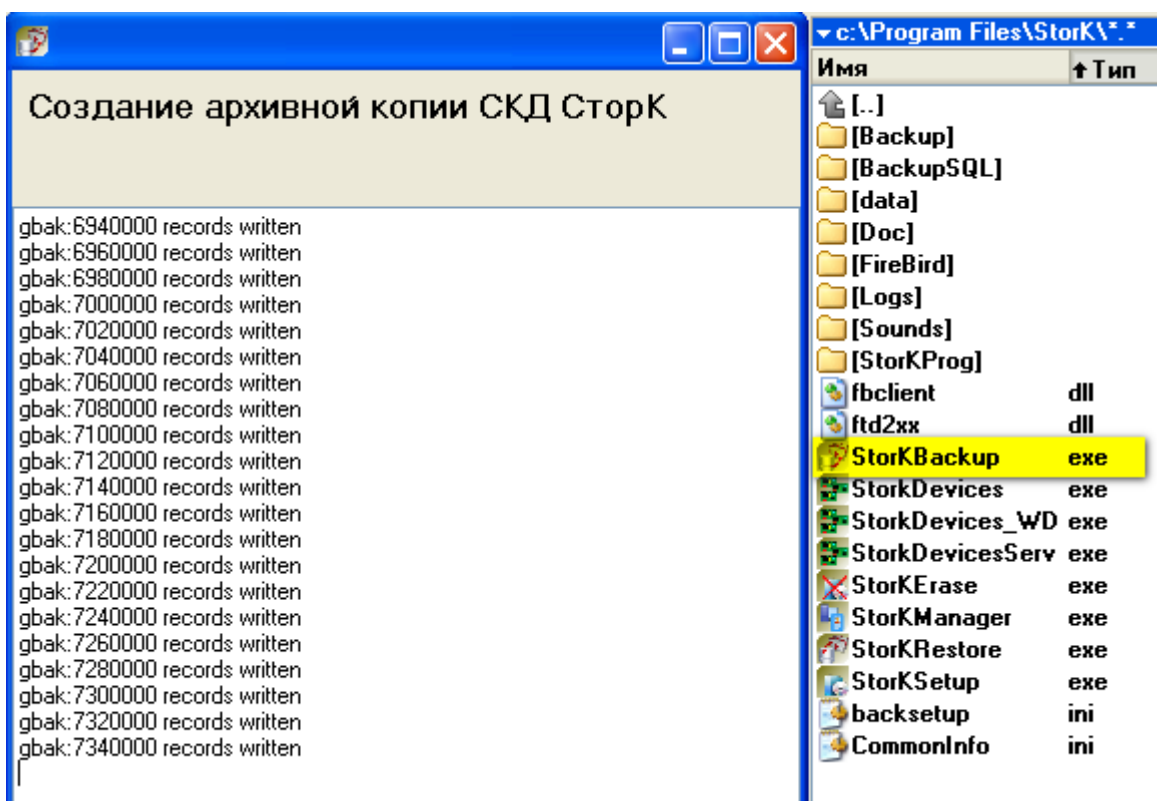 Создание архивной копии СКД СторК
gbak:6940000 records written
gbak:6960000 records written
gbak:6980000 records written
gbak:7000000 records written
gbak:7020000 records written
gbak:7040000 records written
gbak:7060000 records written
gbak:7080000 records written
gbak:7100000 records written
gbak:7120000 records written
gbak:7140000 records written
gbak:7160000 records written
gbak:7180000 records written
gbak:7200000 records written
gbak:7220000 records written
gbak:7240000 records written
gbak:7260000 records written
gbak:7280000 records written
gbak:7300000 records written
gbak:7320000 records written
gbak:7340000 records written
c:\Program Files\StorK\*.*
Имя Тип
[..]
[Backup]
[BackupSQL]
[data]
[Doc]
[FireBird]
[Logs]
[Sounds]
[StorKProg]
fbclient dll
ftd2xx dll
StorKBackup exe
StorkDevices exe
StorkDevices_WD exe
StorkDevicesServ exe
StorKErase exe
StorKManager exe
StorKRestore exe
StorKSetup exe
backsetup ini
CommonInfo ini